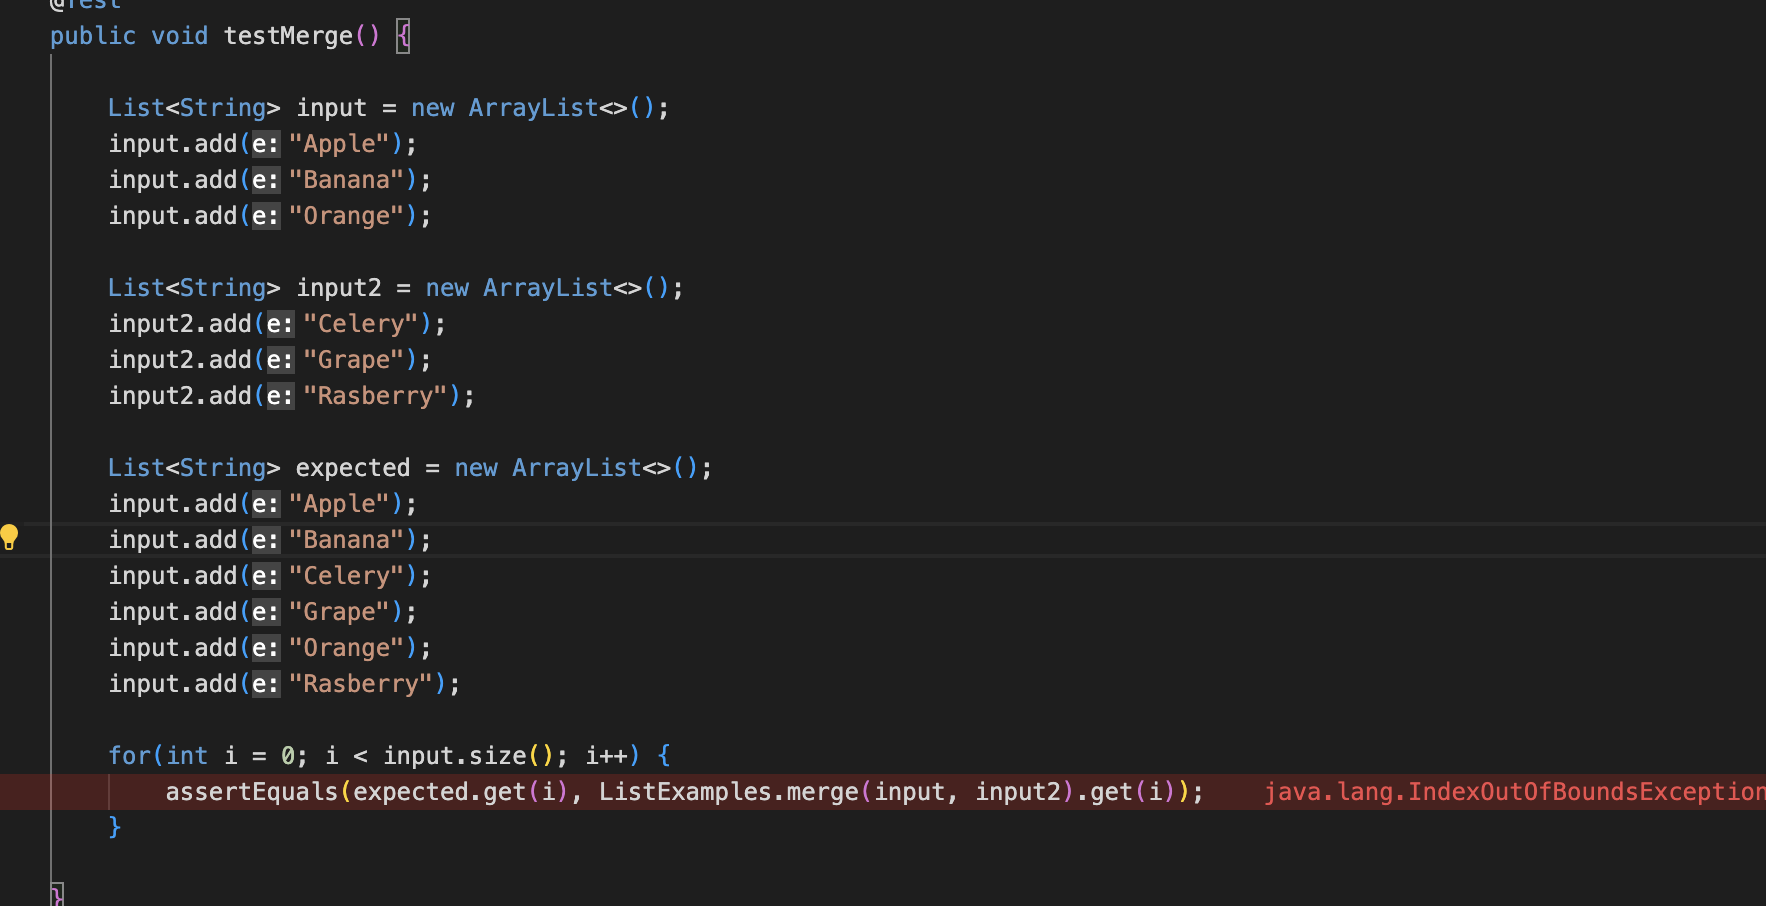 @Test
public void testMerge() {
List<String> input = new ArrayList<>();
input.add(e: "Apple");
input.add(e: "Banana");
input.add(e: "Orange");
List<String> input2 = new ArrayList<>();
input2.add(e: "Celery");
input2.add(e: "Grape");
input2.add(e: "Rasberry");
List<String> expected = new ArrayList<>();
input.add(e: "Apple");
input.add(e: "Banana");
input.add(e: "Celery");
input.add(e: "Grape");
input.add(e: "Orange");
input.add(e: "Rasberry");
for(int i = 0; i < input.size(); i++) {
assertEquals(expected.get(i), ListExamples.merge(input, input2).get(i)); java.lang.IndexOutOfBoundsException
}
}